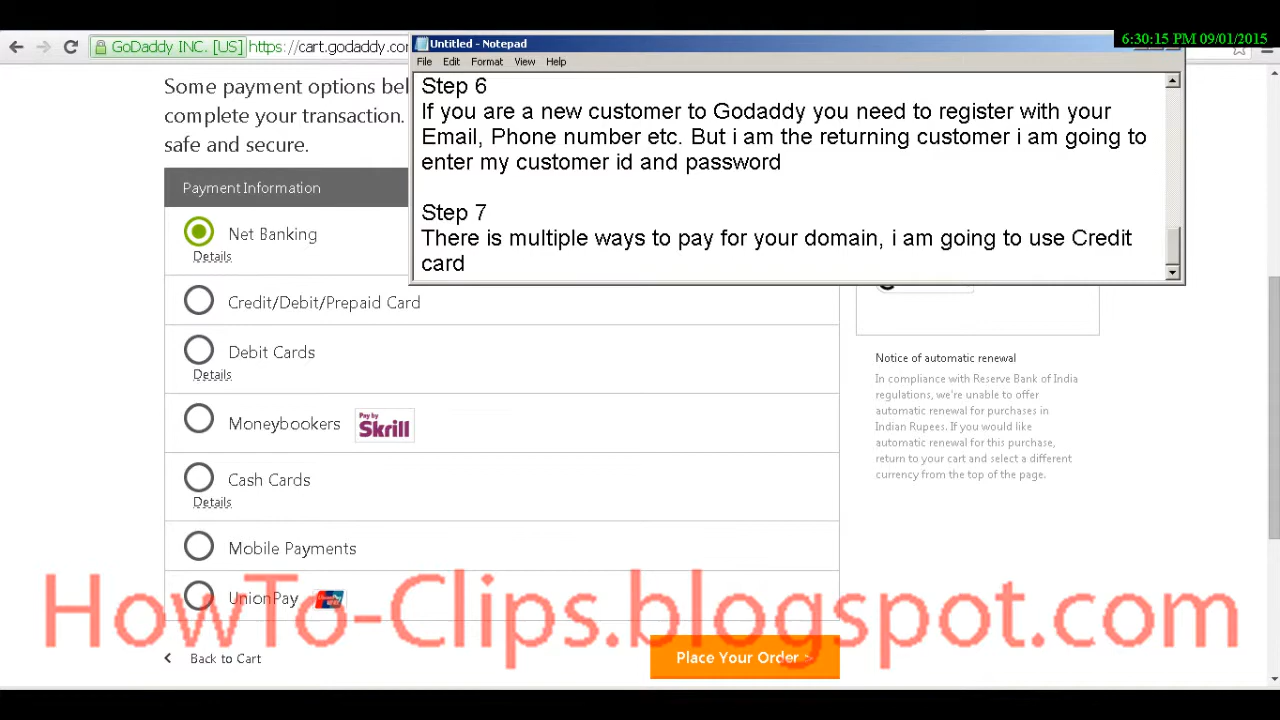 6:30:15 PM 09/01/2015
GoDaddy INC. [US] https://cart.godaddy.co
Untitled - Notepad
File Edit Format View Help
Step 6
If you are a new customer to Godaddy you need to register with your
Email, Phone number etc. But i am the returning customer i am going to
enter my customer id and password
Step 7
There is multiple ways to pay for your domain, i am going to use Credit
card
Some payment options bel
complete your transaction.
safe and secure.
Payment Information
Net Banking
Details
Credit/Debit/Prepaid Card
Debit Cards
Details
Moneybookers Pay by Skrill
Cash Cards
Details
Mobile Payments
UnionPay
Back to Cart
Place Your Order >
Notice of automatic renewal
In compliance with Reserve Bank of India
regulations, we're unable to offer
automatic renewal for purchases in
Indian Rupees. If you would like
automatic renewal for this purchase,
return to your cart and select a different
currency from the top of the page.
HowTo-Clips.blogspot.com